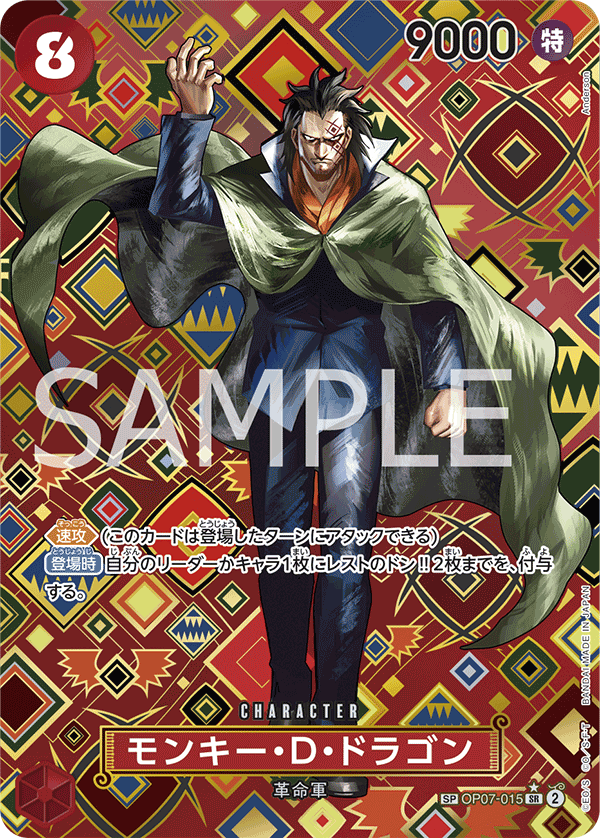 8
9000
特
Anderson
SAMPLE
速攻 (このカードは登場したターンにアタックできる)
登場時 自分のリーダーかキャラ1枚にレストのドン!!2枚までを、付与
する。
CHARACTER
モンキー・D・ドラゴン
革命軍
SP OP07-015 ★ SR 2
©E.O/S. ©O./S.F.T BANDAI MADE IN JAPAN